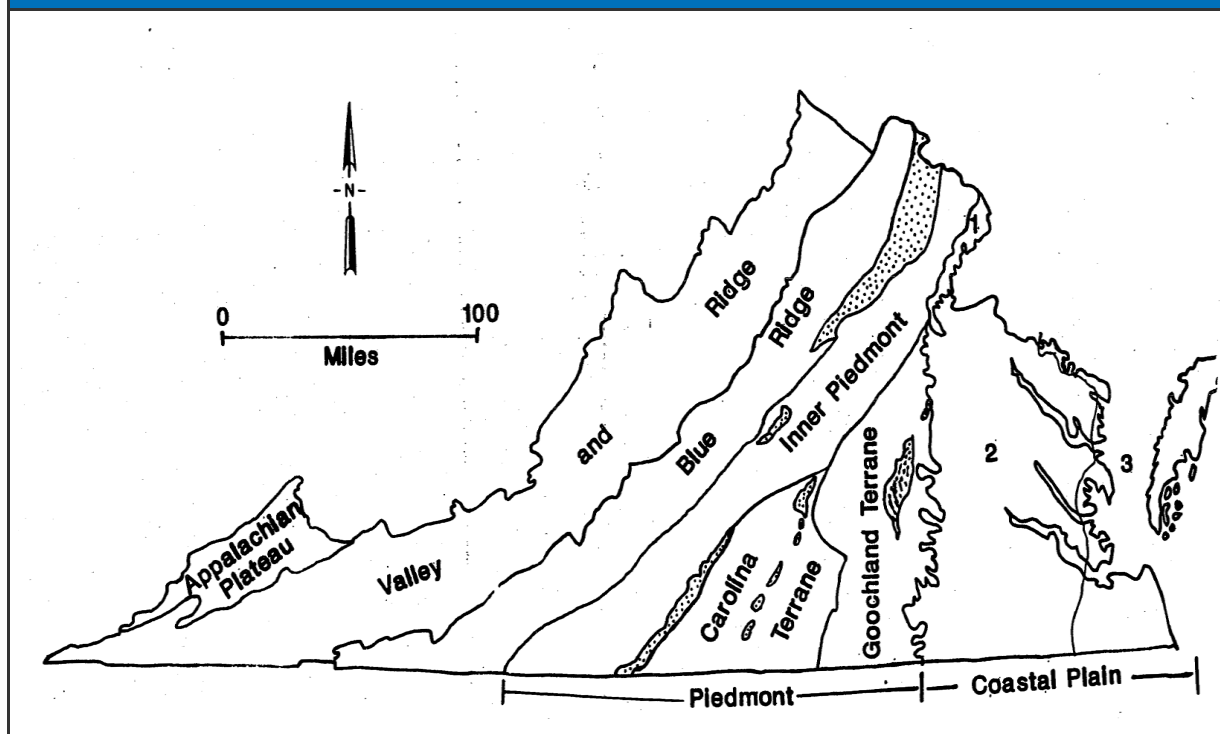 -N-
0 100
Miles
Appalachian
Plateau
Valley
and
Ridge
Blue
Ridge
Inner Piedmont
Carolina
Terrane
Goochland Terrane
1
2
3
Piedmont
Coastal Plain